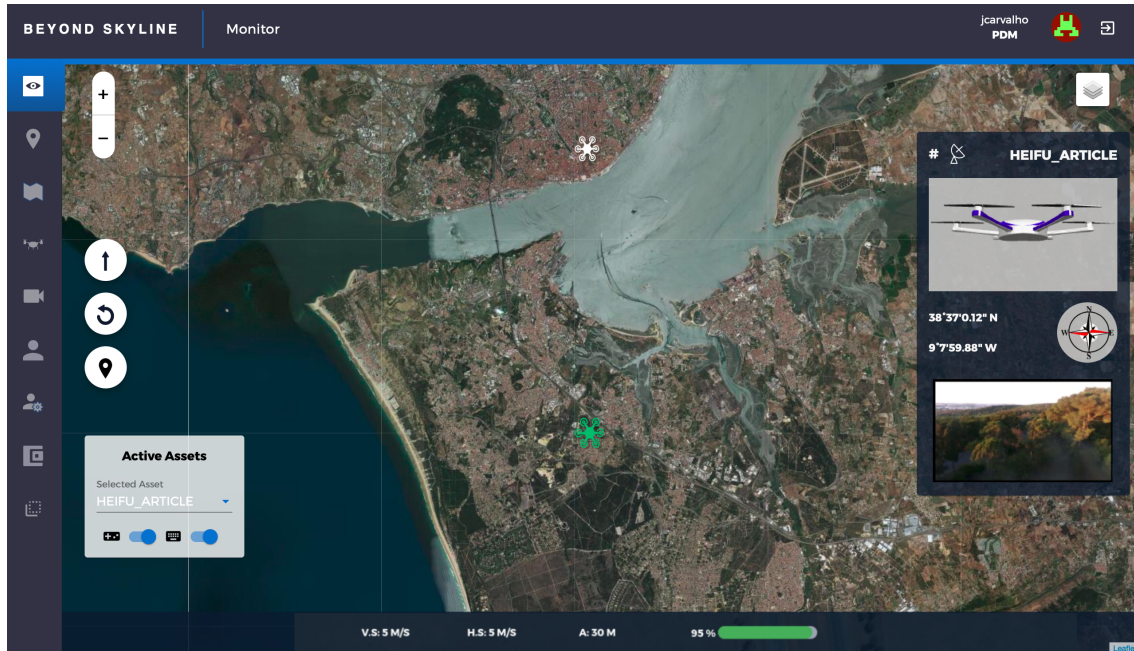 BEYOND SKYLINE
Monitor
jcarvalho
PDM
+
−
# HEIFU_ARTICLE
N
W E
S
38°37'0.12" N
9°7'59.88" W
Active Assets
Selected Asset
HEIFU_ARTICLE
V.S: 5 M/S H.S: 5 M/S A: 30 M 95 %